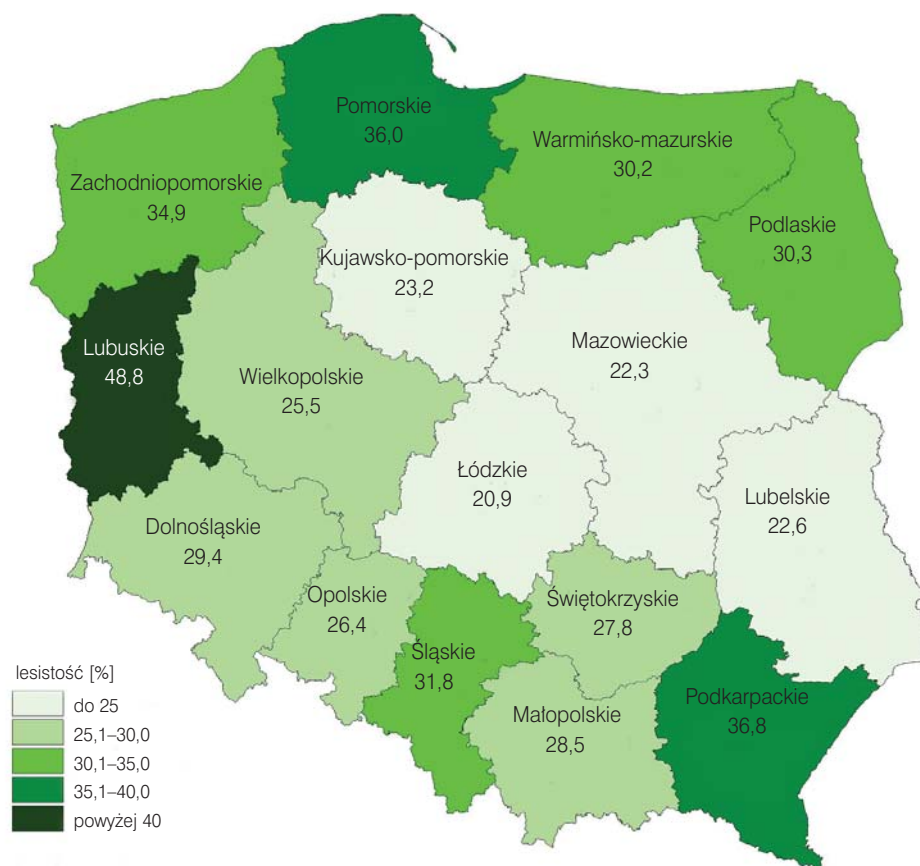 Pomorskie
36,0
Warmińsko-mazurskie
30,2
Zachodniopomorskie
34,9
Podlaskie
30,3
Kujawsko-pomorskie
23,2
Mazowieckie
22,3
Lubuskie
48,8
Wielkopolskie
25,5
Łódzkie
20,9
Lubelskie
22,6
Dolnośląskie
29,4
Opolskie
26,4
Świętokrzyskie
27,8
Śląskie
31,8
Małopolskie
28,5
Podkarpackie
36,8
lesistość [%]
do 25
25,1–30,0
30,1–35,0
35,1–40,0
powyżej 40